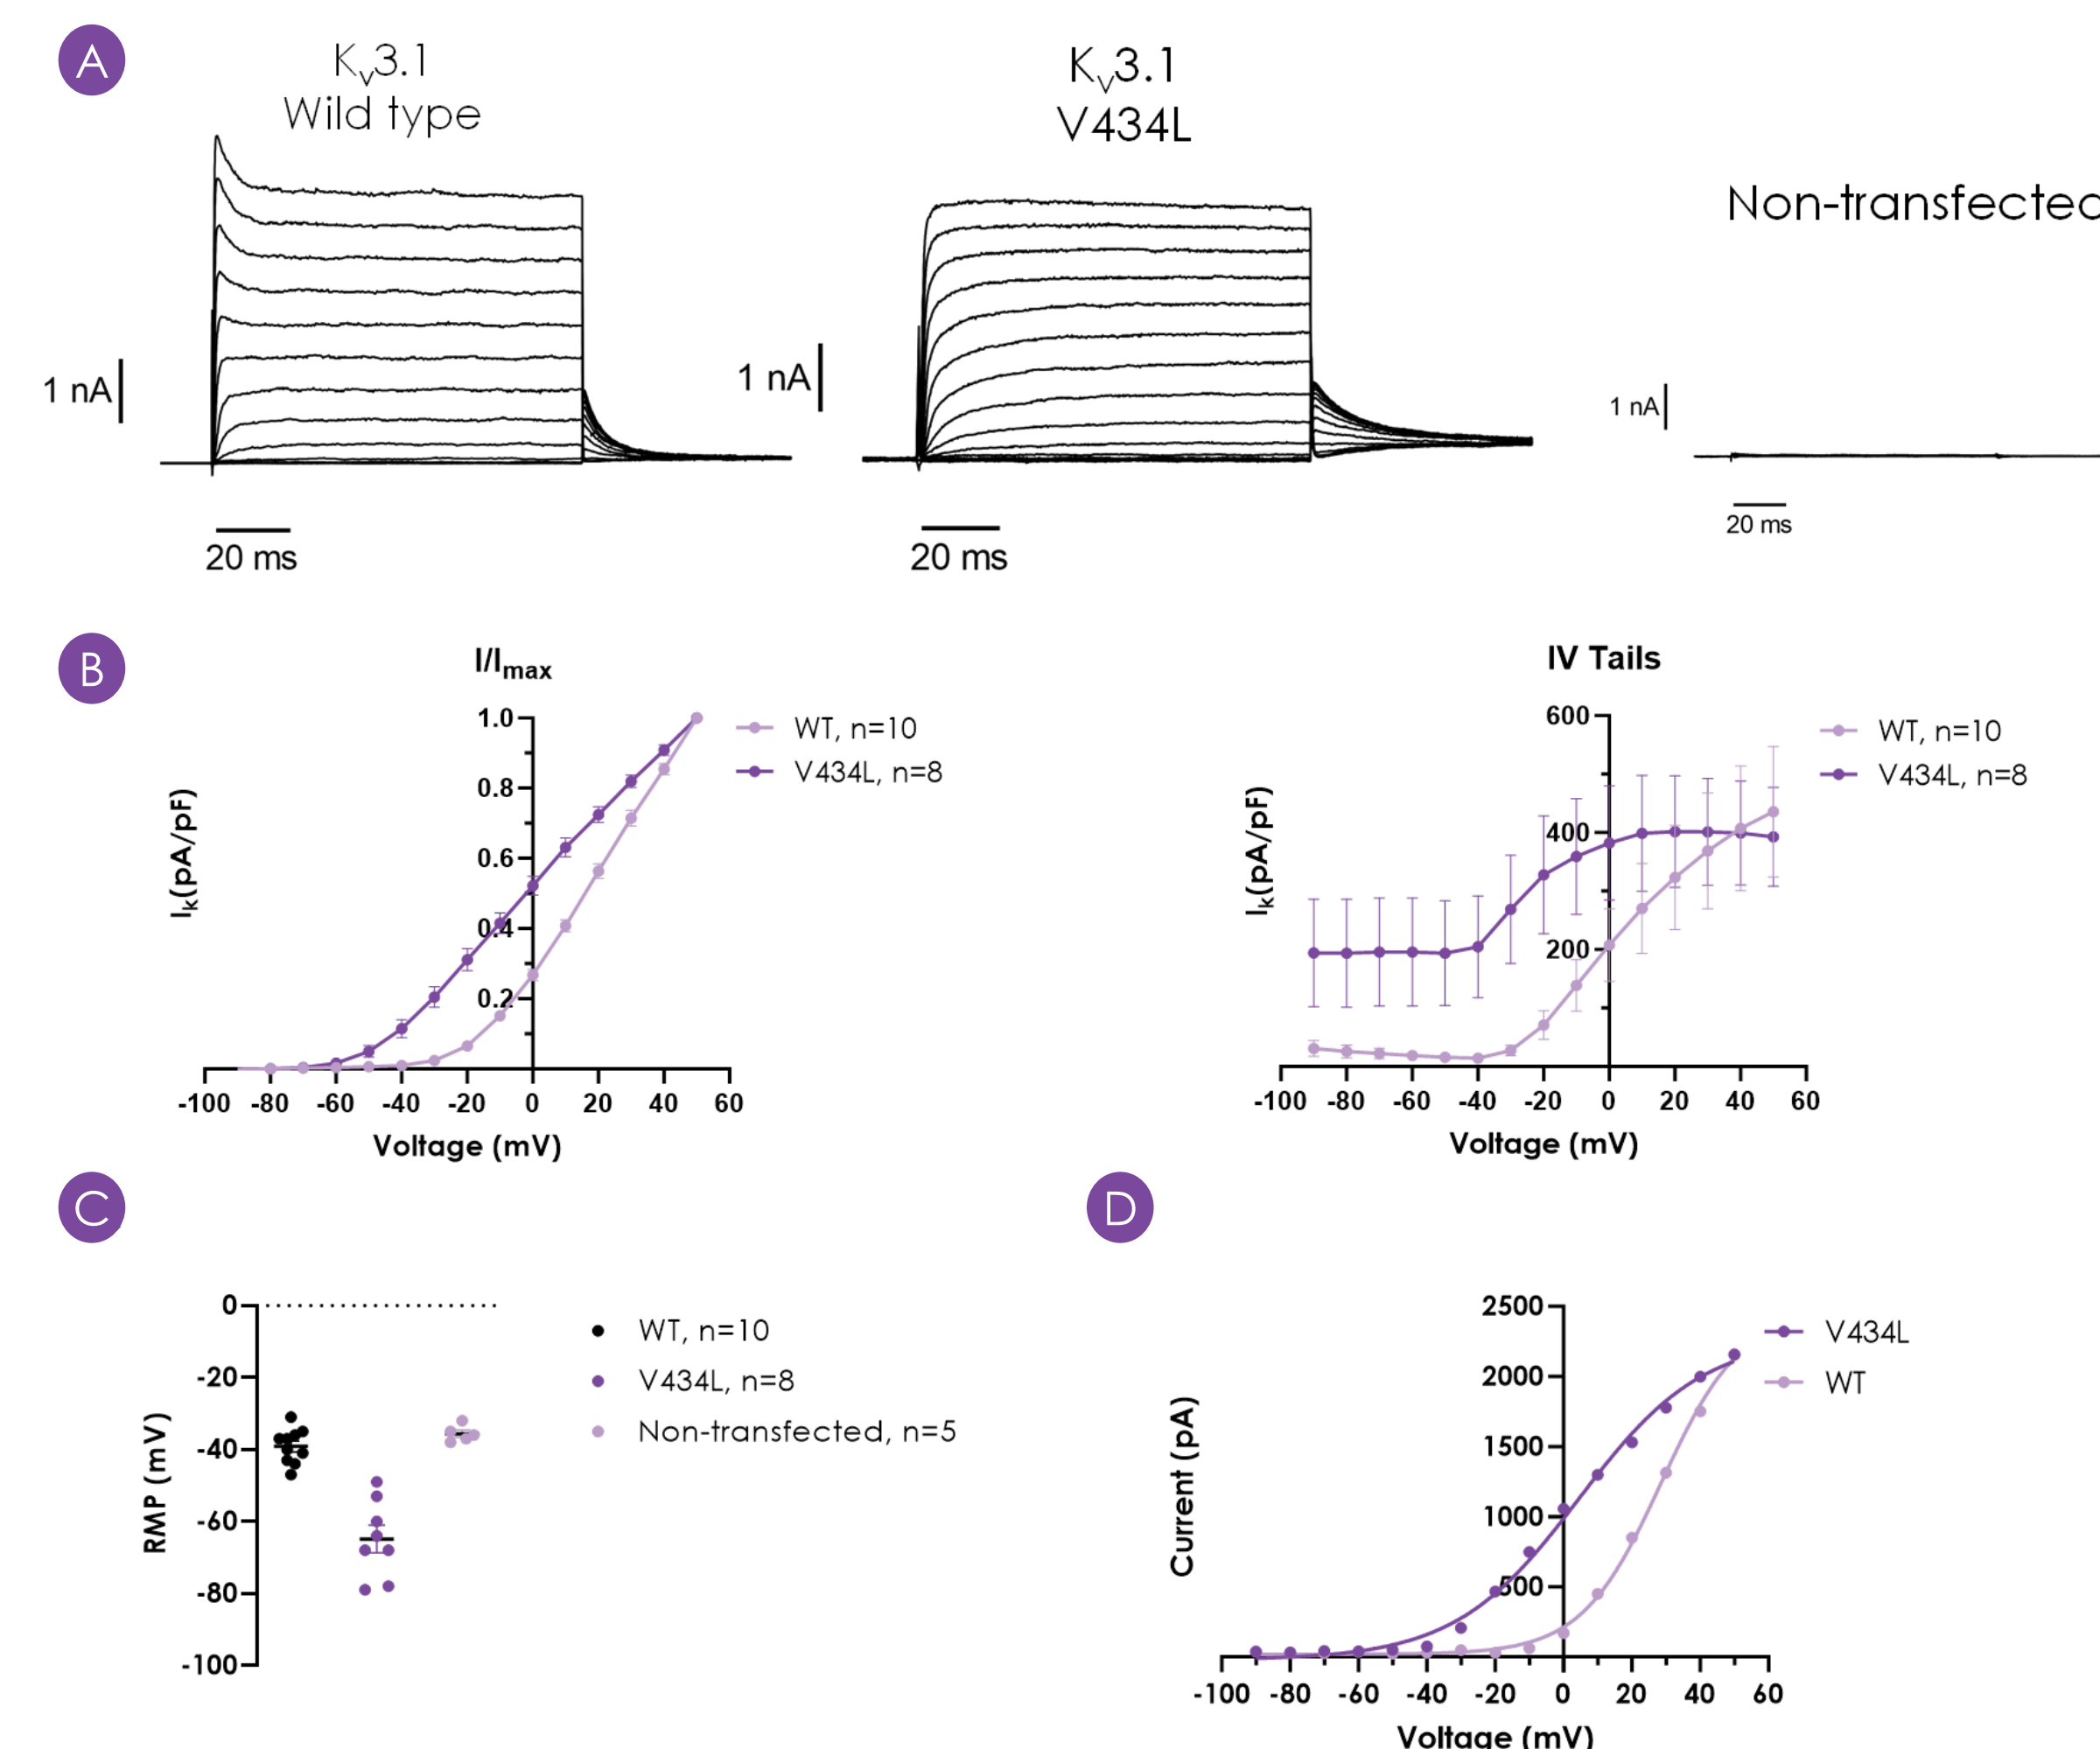 A
Kv3.1
Wild type
Kv3.1
V434L
Non-transfected
1 nA
1 nA
1 nA
20 ms
20 ms
20 ms
B
I/Imax
Ik(pA/pF)
1.0
0.8
0.6
0.4
0.2
-100 -80 -60 -40 -20 0 20 40 60
Voltage (mV)
WT, n=10
V434L, n=8
IV Tails
Ik(pA/pF)
600
400
200
-100 -80 -60 -40 -20 0 20 40 60
Voltage (mV)
WT, n=10
V434L, n=8
C
RMP (mV)
0
-20
-40
-60
-80
-100
WT, n=10
V434L, n=8
Non-transfected, n=5
D
Current (pA)
2500
2000
1500
1000
500
-100 -80 -60 -40 -20 0 20 40 60
Voltage (mV)
V434L
WT